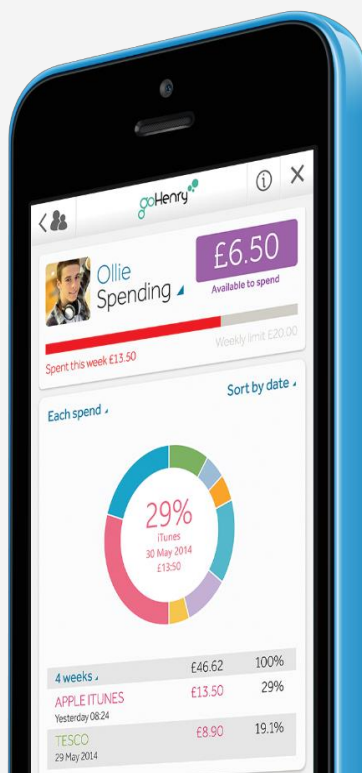 goHenry
Ollie
Spending
£6.50
Available to spend
Spent this week £13.50
Weekly limit £20.00
Each spend
Sort by date
29%
iTunes
30 May 2014
£13:50
4 weeks £46.62 100%
APPLE ITUNES £13.50 29%
Yesterday 08:24
TESCO £8.90 19.1%
29 May 2014